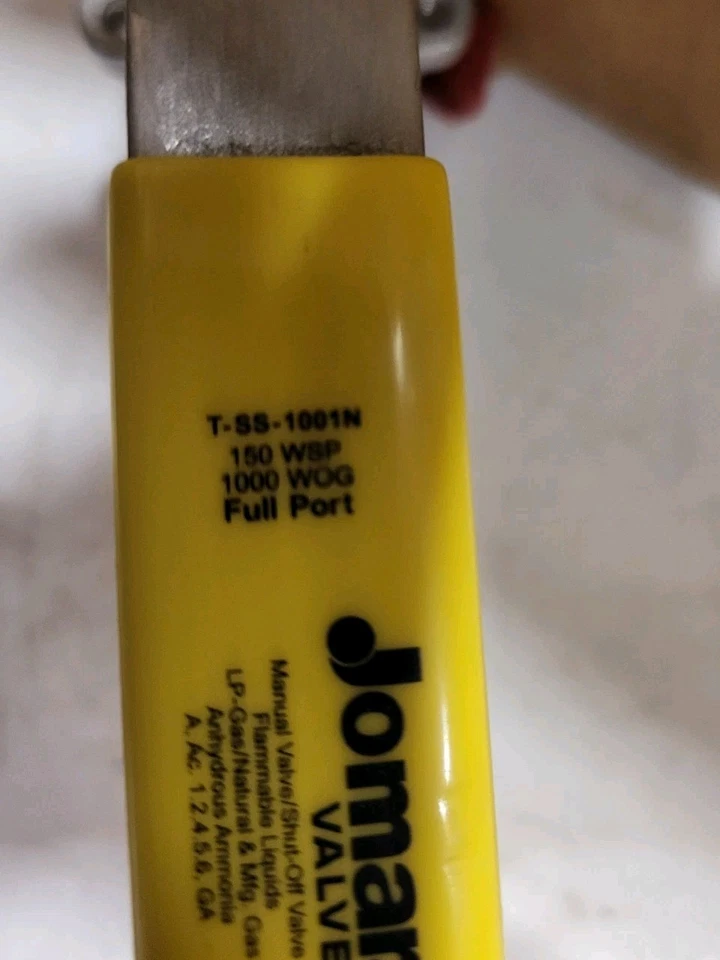 T-SS-1001N
150 WSP
1000 WOG
Full Port
Jomar
VALVE
Manual Valve/Shut-Off Valve
Flammable Liquids
LP-Gas/Natural & Mfg. Gas
Anhydrous Ammonia
A. Ac. 1.2.4.5.6, GA